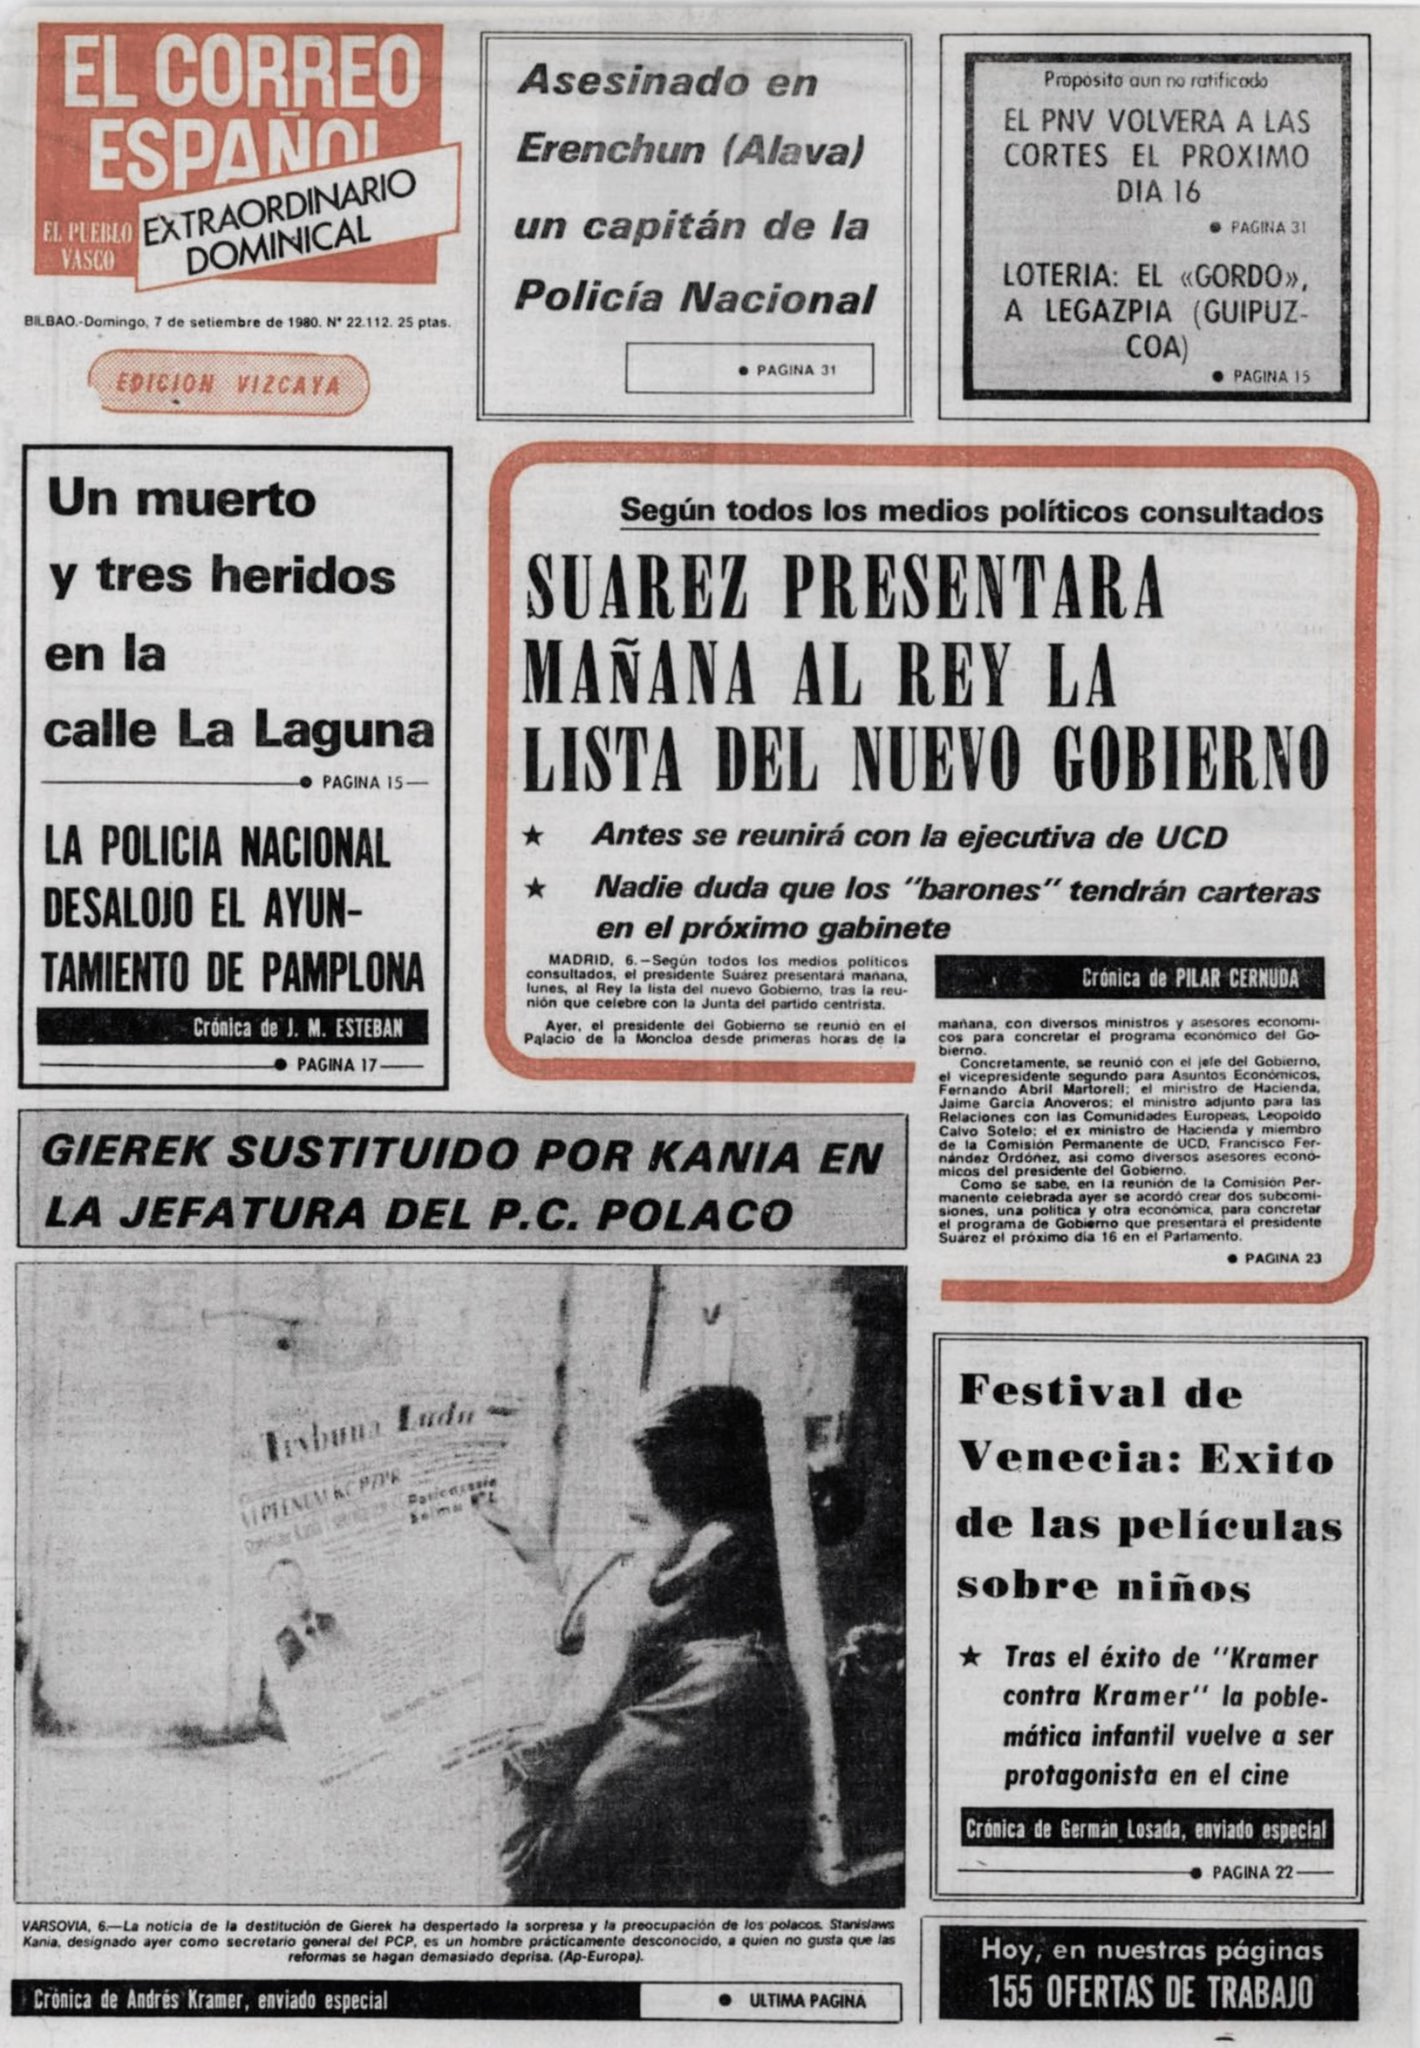 EL CORREO
ESPAÑOL
EL PUEBLO
VASCO
EXTRAORDINARIO
DOMINICAL
BILBAO.-Domingo, 7 de setiembre de 1980. N° 22.112. 25 ptas.
EDICION VIZCAYA
Asesinado en
Erenchun (Alava)
un capitán de la
Policía Nacional
● PAGINA 31
Propósito aun no ratificado
EL PNV VOLVERA A LAS
CORTES EL PROXIMO
DIA 16
● PAGINA 31
LOTERIA: EL «GORDO»,
A LEGAZPIA (GUIPUZ-
COA)
● PAGINA 15
Un muerto
y tres heridos
en la
calle La Laguna
● PAGINA 15
LA POLICIA NACIONAL
DESALOJO EL AYUN-
TAMIENTO DE PAMPLONA
Crónica de J. M. ESTEBAN
● PAGINA 17
Según todos los medios políticos consultados
SUAREZ PRESENTARA
MAÑANA AL REY LA
LISTA DEL NUEVO GOBIERNO
★ Antes se reunirá con la ejecutiva de UCD
★ Nadie duda que los "barones" tendrán carteras
en el próximo gabinete
MADRID, 6.—Según todos los medios políticos
consultados, el presidente Suárez presentará mañana,
lunes, al Rey la lista del nuevo Gobierno, tras la reu-
nión que celebre con la Junta del partido centrista.
Ayer, el presidente del Gobierno se reunió en el
Palacio de la Moncloa desde primeras horas de la
Crónica de PILAR CERNUDA
mañana, con diversos ministros y asesores económi-
cos para concretar el programa económico del Go-
bierno.
Concretamente, se reunió con el jefe del Gobierno,
el vicepresidente segundo para Asuntos Económicos,
Fernando Abril Martorell; el ministro de Hacienda,
Jaime García Añoveros; el ministro adjunto para las
Relaciones con las Comunidades Europeas, Leopoldo
Calvo Sotelo; el ex ministro de Hacienda y miembro
de la Comisión Permanente de UCD, Francisco Fer-
nández Ordóñez, así como diversos asesores econó-
micos del presidente del Gobierno.
Como se sabe, en la reunión de la Comisión Per-
manente celebrada ayer se acordó crear dos subcomi-
siones, una política y otra económica, para concretar
el programa de Gobierno que presentará el presidente
Suárez el próximo día 16 en el Parlamento.
● PAGINA 23
GIEREK SUSTITUIDO POR KANIA EN
LA JEFATURA DEL P.C. POLACO
Trybuna Ludu
VI PLENUM KC PZPR
VARSOVIA, 6.—La noticia de la destitución de Gierek ha despertado la sorpresa y la preocupación de los polacos. Stanislaws
Kania, designado ayer como secretario general del PCP, es un hombre prácticamente desconocido, a quien no gusta que las
reformas se hagan demasiado deprisa. (Ap-Europa).
Crónica de Andrés Kramer, enviado especial
● ULTIMA PAGINA
Festival de
Venecia: Exito
de las películas
sobre niños
★ Tras el éxito de "Kramer
contra Kramer" la poble-
mática infantil vuelve a ser
protagonista en el cine
Crónica de Germán Losada, enviado especial
● PAGINA 22
Hoy, en nuestras páginas
155 OFERTAS DE TRABAJO